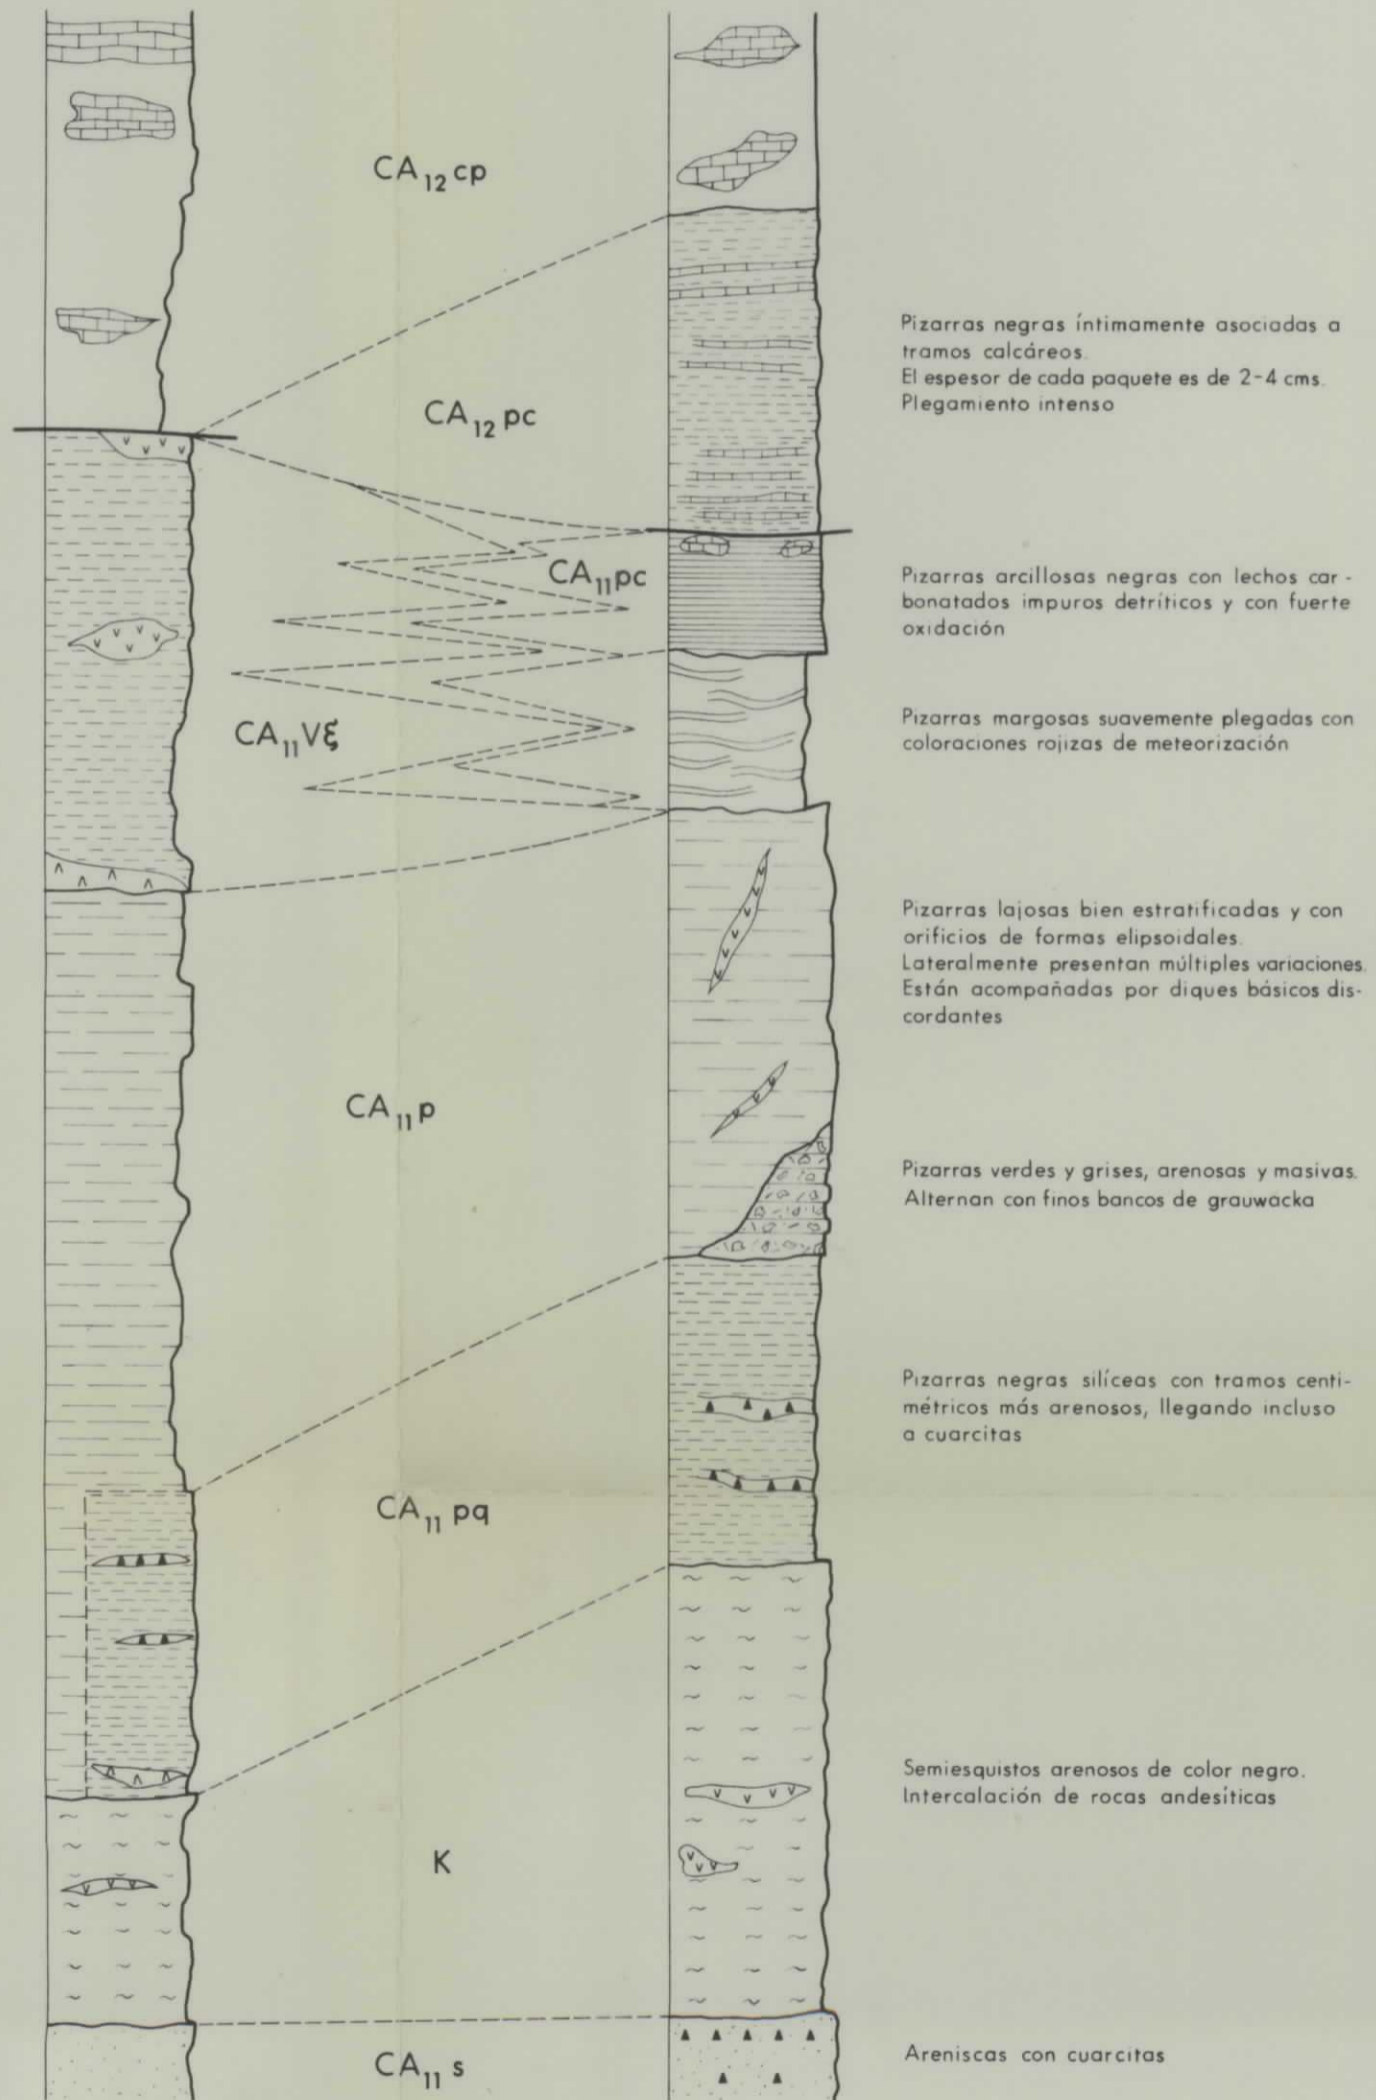 CA₁₂cp
Pizarras negras íntimamente asociadas a
tramos calcáreos.
El espesor de cada paquete es de 2-4 cms.
Plegamiento intenso
CA₁₂pc
CA₁₁pc
Pizarras arcillosas negras con lechos car-
bonatados impuros detríticos y con fuerte
oxidación
CA₁₁Vξ
Pizarras margosas suavemente plegadas con
coloraciones rojizas de meteorización
Pizarras lajosas bien estratificadas y con
orificios de formas elipsoidales.
Lateralmente presentan múltiples variaciones.
Están acompañadas por diques básicos dis-
cordantes
CA₁₁p
Pizarras verdes y grises, arenosas y masivas.
Alternan con finos bancos de grauwacka
Pizarras negras silíceas con tramos centi-
métricos más arenosos, llegando incluso
a cuarcitas
CA₁₁pq
Semiesquistos arenosos de color negro.
Intercalación de rocas andesíticas
K
Areniscas con cuarcitas
CA₁₁s